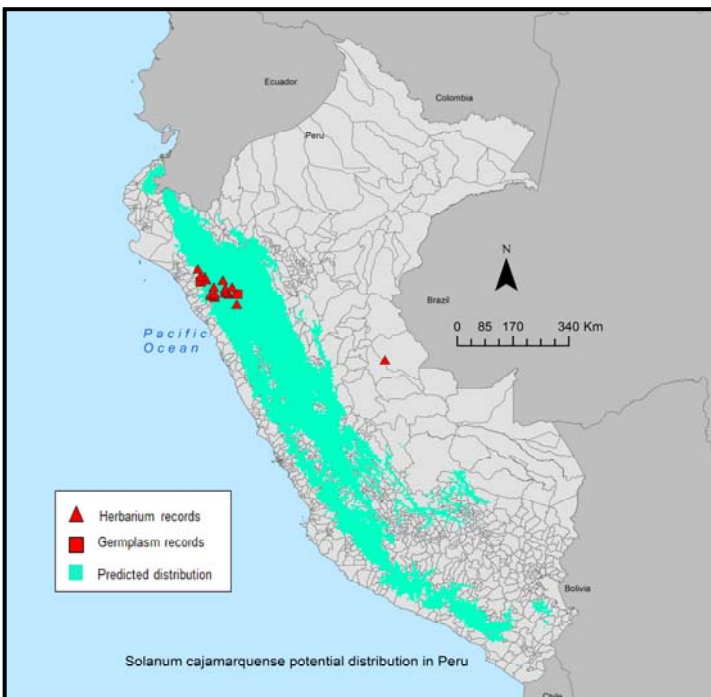 Ecuador
Colombia
Peru
N
Brazil
0 85 170 340 Km
Pacific
Ocean
Herbarium records
Germplasm records
Predicted distribution
Bolivia
Solanum cajamarquense potential distribution in Peru
Chile